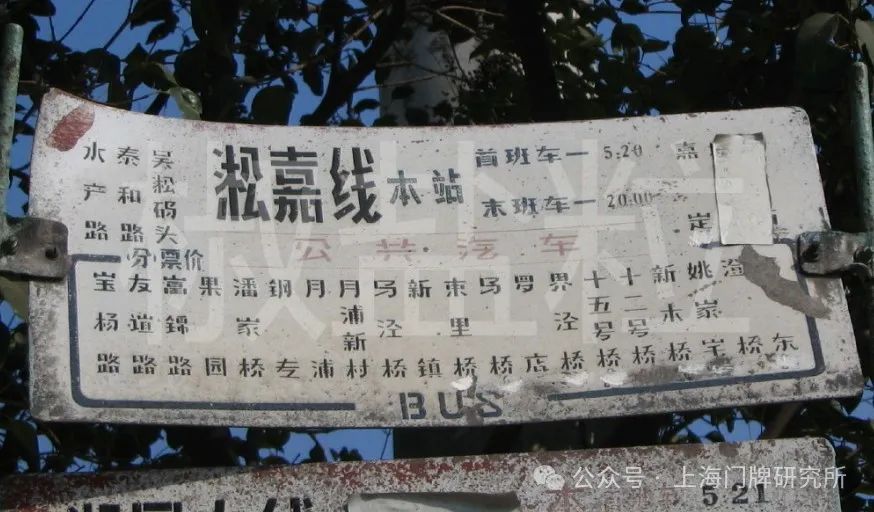 水产路
泰和路
吴淞码头
淞嘉线
本站
首班车— 5:20 嘉
末班车— 20:00 定
公共汽车
分票价
宝杨路
友谊路
富锦路
果园
潘家桥
钢专
月浦
月浦新村
马泾桥
新镇
束里桥
马桥
罗店
界泾桥
十五号桥
十二号桥
新木桥
姚家宅
桥
东
BUS
5 21
公众号 · 上海门牌研究所